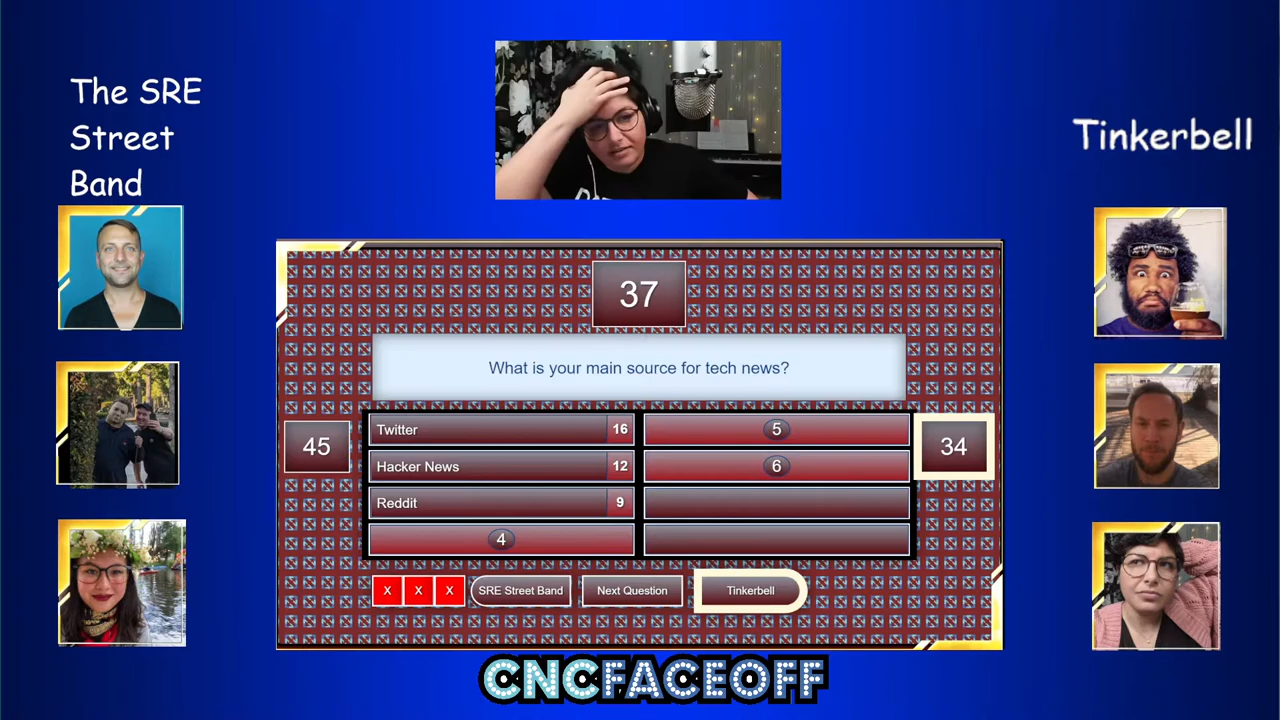 The SRE
Street
Band
Tinkerbell
37
What is your main source for tech news?
45
34
Twitter 16
Hacker News 12
Reddit 9
4
5
6
X X X
SRE Street Band
Next Question
Tinkerbell
CNCFACEOFF